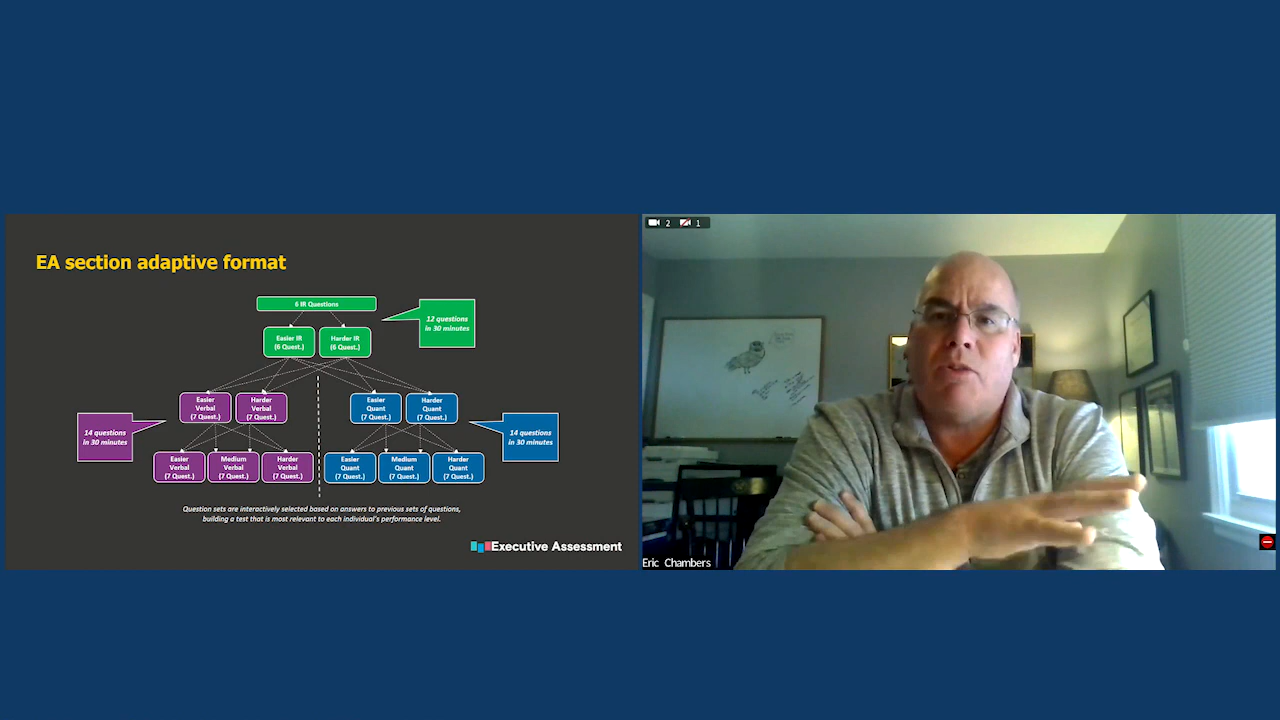 EA section adaptive format
6 IR Questions
12 questions
in 30 minutes
Easier IR
(6 Quest.)
Harder IR
(6 Quest.)
Easier
Verbal
(7 Quest.)
Harder
Verbal
(7 Quest.)
Easier
Quant
(7 Quest.)
Harder
Quant
(7 Quest.)
14 questions
in 30 minutes
14 questions
in 30 minutes
Easier
Verbal
(7 Quest.)
Medium
Verbal
(7 Quest.)
Harder
Verbal
(7 Quest.)
Easier
Quant
(7 Quest.)
Medium
Quant
(7 Quest.)
Harder
Quant
(7 Quest.)
Question sets are interactively selected based on answers to previous sets of questions,
building a test that is most relevant to each individual's performance level.
Executive Assessment
2 1
Eric Chambers